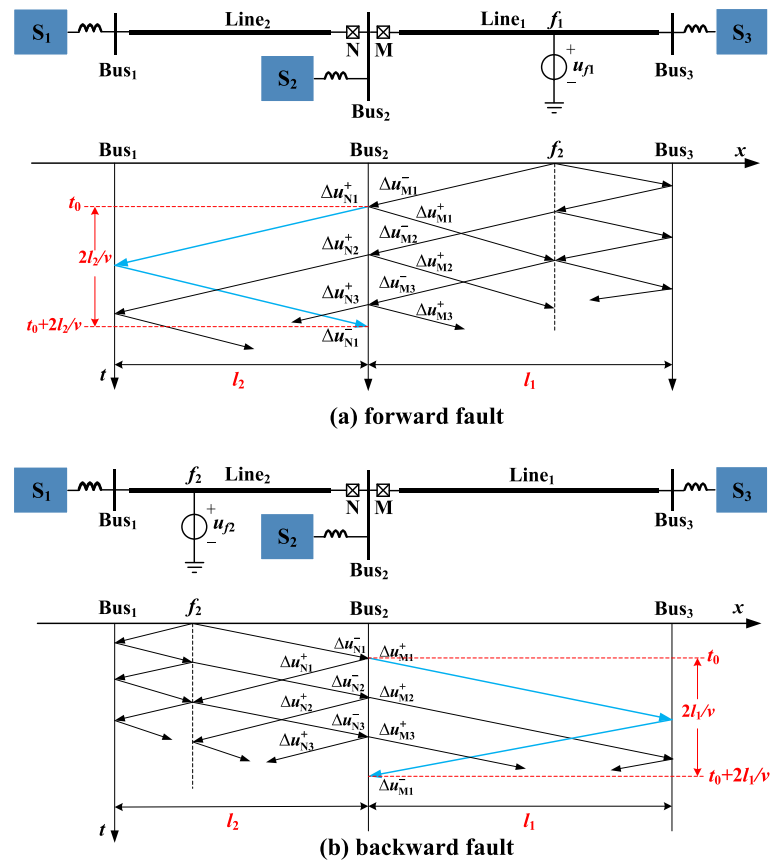 S₁ Line₂ N M Line₁ f₁ S₃
Bus₁ S₂ + u_f1 − Bus₃
Bus₂
Bus₁ Bus₂ f₂ Bus₃ x
t₀ Δu⁺N1 Δu⁻M1
Δu⁺M1
2l₂/v Δu⁺N2 Δu⁻M2
Δu⁺M2
Δu⁺N3 Δu⁻M3
Δu⁺M3
t₀+2l₂/v Δu⁻N1
t l₂ l₁
(a) forward fault
S₁ f₂ Line₂ N M Line₁ S₃
Bus₁ + u_f2 − S₂ Bus₃
Bus₂
Bus₁ f₂ Bus₂ Bus₃ x
Δu⁻N1 Δu⁺M1 t₀
Δu⁺N1
Δu⁻N2 Δu⁺M2
Δu⁺N2 2l₁/v
Δu⁻N3 Δu⁺M3
Δu⁺N3
Δu⁻M1 t₀+2l₁/v
l₂ l₁
t
(b) backward fault